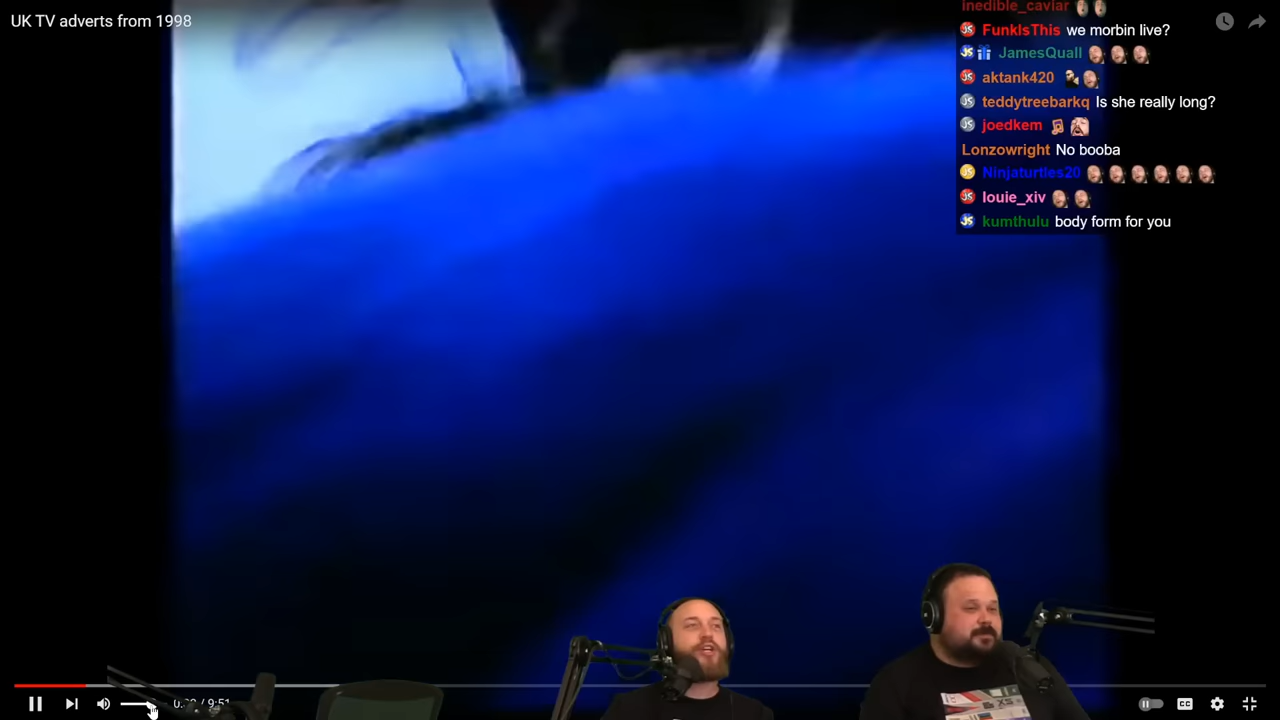 UK TV adverts from 1998
inedible_caviar
FunkIsThis we morbin live?
JamesQuall
aktank420
teddytreebarkq Is she really long?
joedkem
Lonzowright No booba
Ninjaturtles20
louie_xiv
kumthulu body form for you
/ 9:51